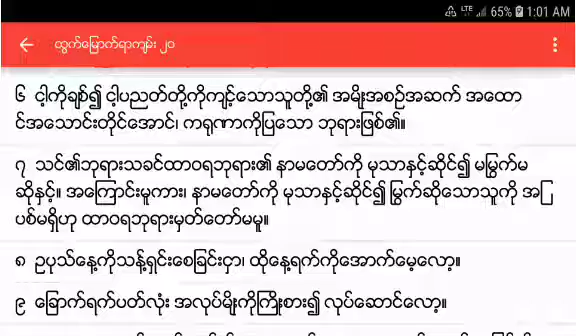 LTE 65% 1:01 AM
ထွက်မြောက်ရာကျမ်း ၂၀
၆ ငါ့ကိုချစ်၍ ငါ့ပညတ်တို့ကိုကျင့်သောသူတို့၏ အမျိုးအစဉ်အဆက် အထော
င်အသောင်းတိုင်အောင်၊ ကရုဏာကိုပြသော ဘုရားဖြစ်၏။
၇ သင်၏ဘုရားသခင်ထာဝရဘုရား၏ နာမတော်ကို မုသာနှင့်ဆိုင်၍ မမြွက်မ
ဆိုနှင့်။ အကြောင်းမူကား၊ နာမတော်ကို မုသာနှင့်ဆိုင်၍ မြွက်ဆိုသောသူကို အပြ
ပစ်မရှိဟု ထာဝရဘုရားမှတ်တော်မမူ။
၈ ဥပုသ်နေ့ကိုသန့်ရှင်းစေခြင်းငှာ၊ ထိုနေ့ရက်ကိုအောက်မေ့လော့။
၉ ခြောက်ရက်ပတ်လုံး အလုပ်မျိုးကိုကြိုးစား၍ လုပ်ဆောင်လော့။